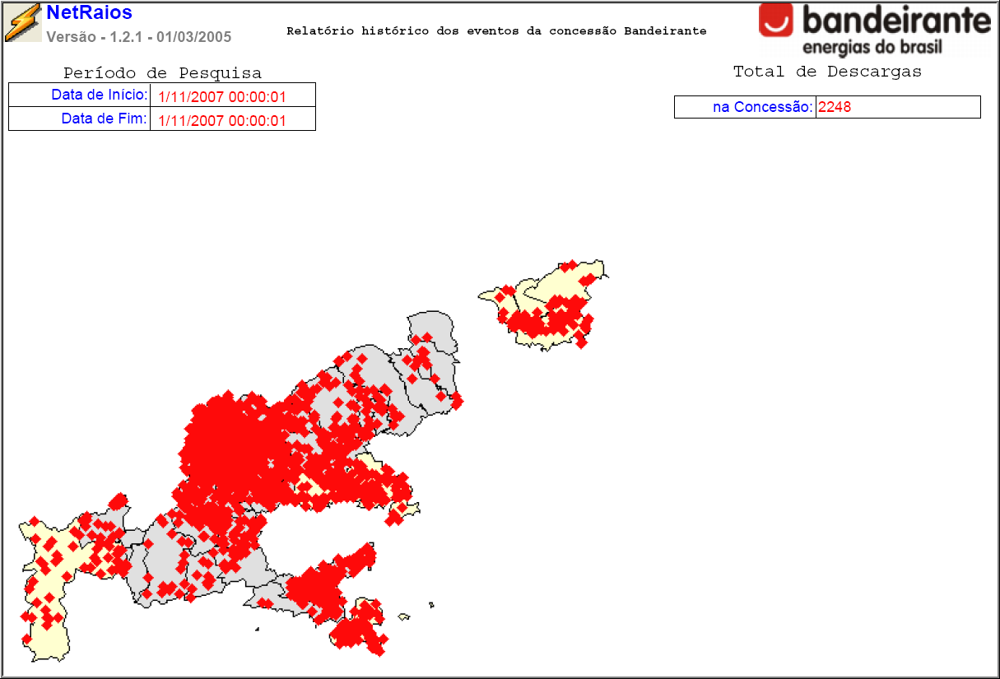 NetRaios
Versão - 1.2.1 - 01/03/2005
Relatório histórico dos eventos da concessão Bandeirante
bandeirante
energias do brasil
Período de Pesquisa
Data de Início: 1/11/2007 00:00:01
Data de Fim: 1/11/2007 00:00:01
Total de Descargas
na Concessão: 2248